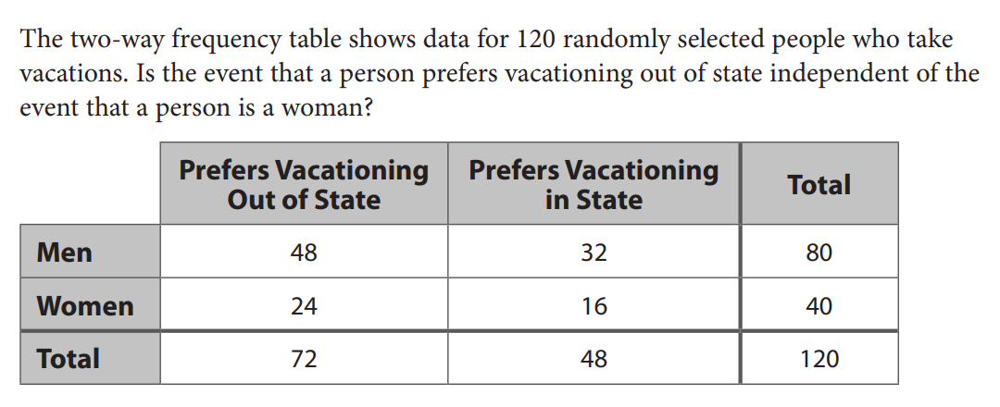 The two-way frequency table shows data for 120 randomly selected people who take
vacations. Is the event that a person prefers vacationing out of state independent of the
event that a person is a woman?
Prefers Vacationing Out of State Prefers Vacationing in State Total
Men 48 32 80
Women 24 16 40
Total 72 48 120